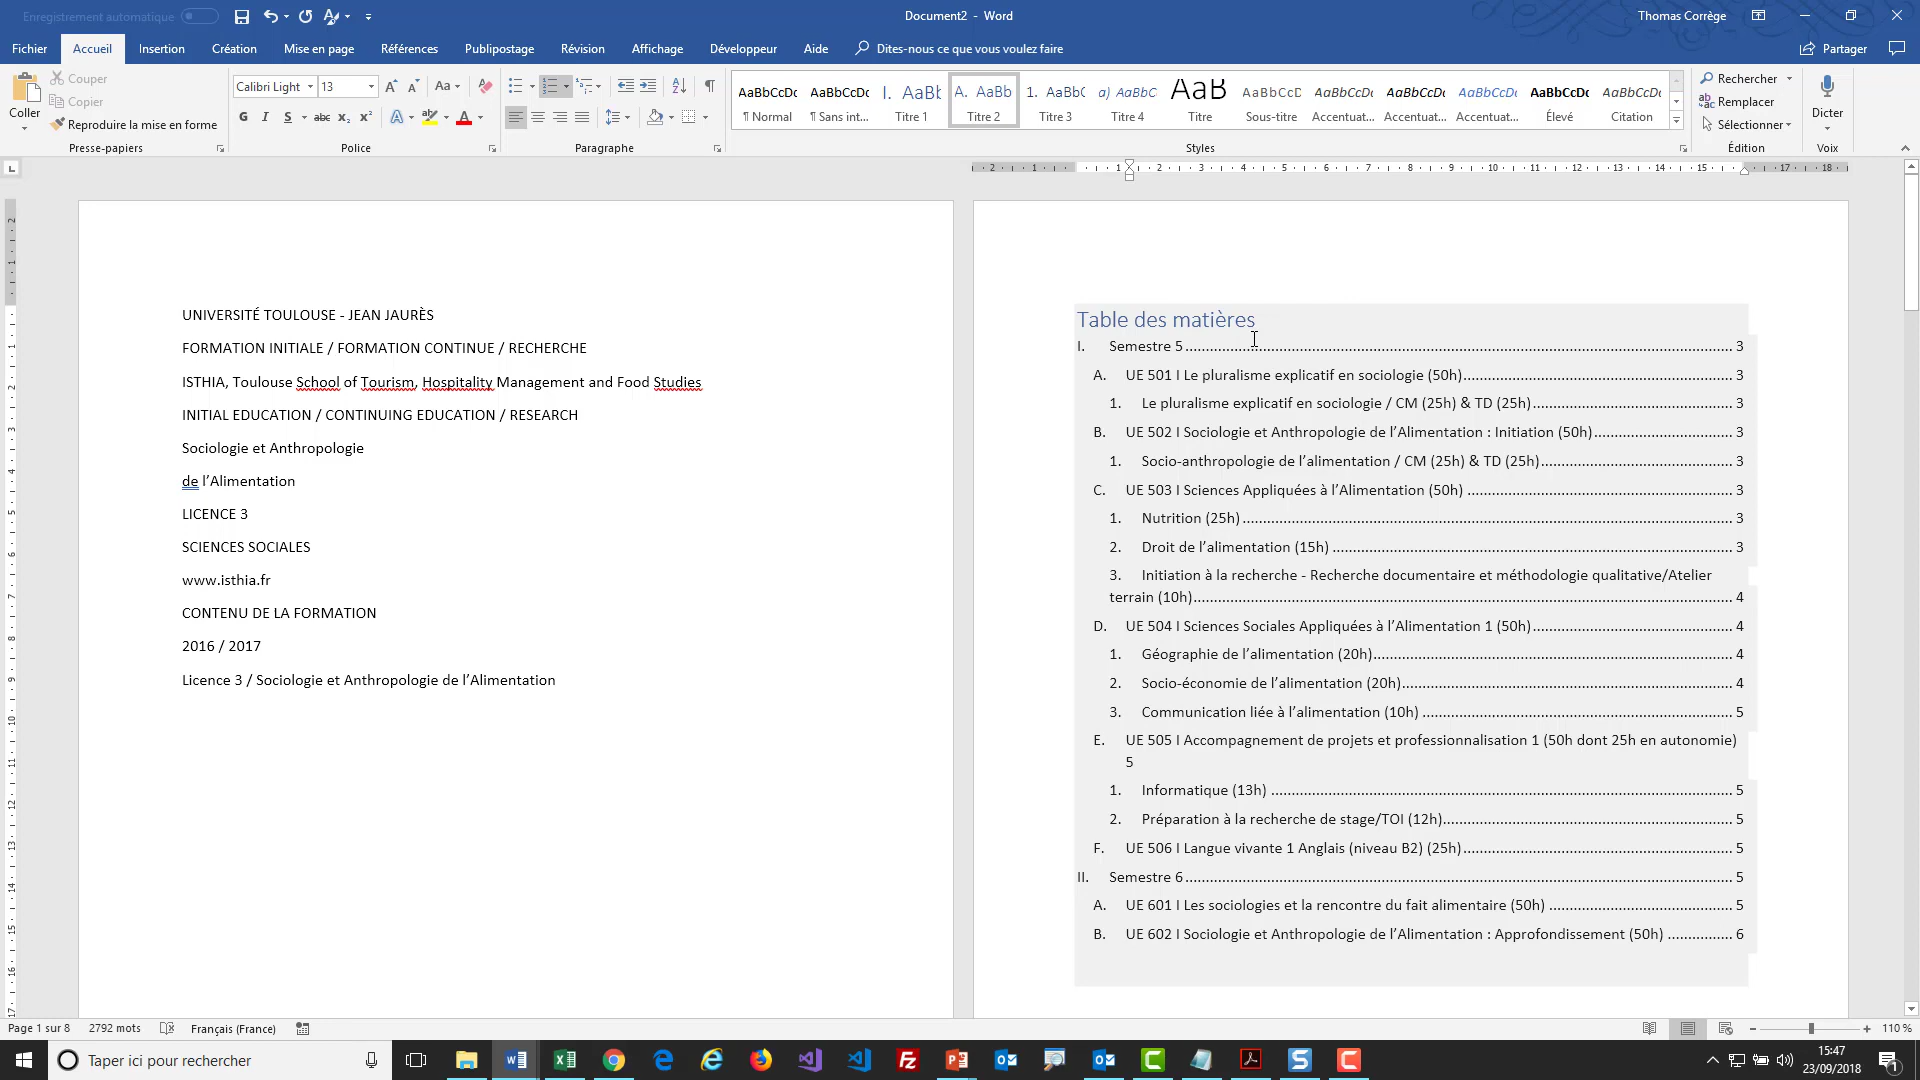 Enregistrement automatique
Document2 - Word
Thomas Corrège
Fichier
Accueil
Insertion
Création
Mise en page
Références
Publipostage
Révision
Affichage
Développeur
Aide
Dites-nous ce que vous voulez faire
Partager
Coller
Couper
Copier
Reproduire la mise en forme
Presse-papiers
Calibri Light
13
Police
Paragraphe
AaBbCcDc
¶ Normal
AaBbCcDc
¶ Sans int...
I. AaBb
Titre 1
A. AaBb
Titre 2
1. AaBbC
Titre 3
a) AaBbC
Titre 4
AaB
Titre
AaBbCcD
Sous-titre
AaBbCcDc
Accentuat...
AaBbCcDc
Accentuat...
AaBbCcDc
Accentuat...
AaBbCcDc
Élevé
AaBbCcDc
Citation
Styles
Rechercher
Remplacer
Sélectionner
Édition
Dicter
Voix
UNIVERSITÉ TOULOUSE - JEAN JAURÈS
FORMATION INITIALE / FORMATION CONTINUE / RECHERCHE
ISTHIA, Toulouse School of Tourism, Hospitality Management and Food Studies
INITIAL EDUCATION / CONTINUING EDUCATION / RESEARCH
Sociologie et Anthropologie
de l’Alimentation
LICENCE 3
SCIENCES SOCIALES
www.isthia.fr
CONTENU DE LA FORMATION
2016 / 2017
Licence 3 / Sociologie et Anthropologie de l’Alimentation
Table des matières
I. Semestre 5 3
A. UE 501 I Le pluralisme explicatif en sociologie (50h) 3
1. Le pluralisme explicatif en sociologie / CM (25h) & TD (25h) 3
B. UE 502 I Sociologie et Anthropologie de l’Alimentation : Initiation (50h) 3
1. Socio-anthropologie de l’alimentation / CM (25h) & TD (25h) 3
C. UE 503 I Sciences Appliquées à l’Alimentation (50h) 3
1. Nutrition (25h) 3
2. Droit de l’alimentation (15h) 3
3. Initiation à la recherche - Recherche documentaire et méthodologie qualitative/Atelier
terrain (10h) 4
D. UE 504 I Sciences Sociales Appliquées à l’Alimentation 1 (50h) 4
1. Géographie de l’alimentation (20h) 4
2. Socio-économie de l’alimentation (20h) 4
3. Communication liée à l’alimentation (10h) 5
E. UE 505 I Accompagnement de projets et professionnalisation 1 (50h dont 25h en autonomie)
5
1. Informatique (13h) 5
2. Préparation à la recherche de stage/TOI (12h) 5
F. UE 506 I Langue vivante 1 Anglais (niveau B2) (25h) 5
II. Semestre 6 5
A. UE 601 I Les sociologies et la rencontre du fait alimentaire (50h) 5
B. UE 602 I Sociologie et Anthropologie de l’Alimentation : Approfondissement (50h) 6
Page 1 sur 8
2792 mots
Français (France)
110 %
Taper ici pour rechercher
15:47
23/09/2018